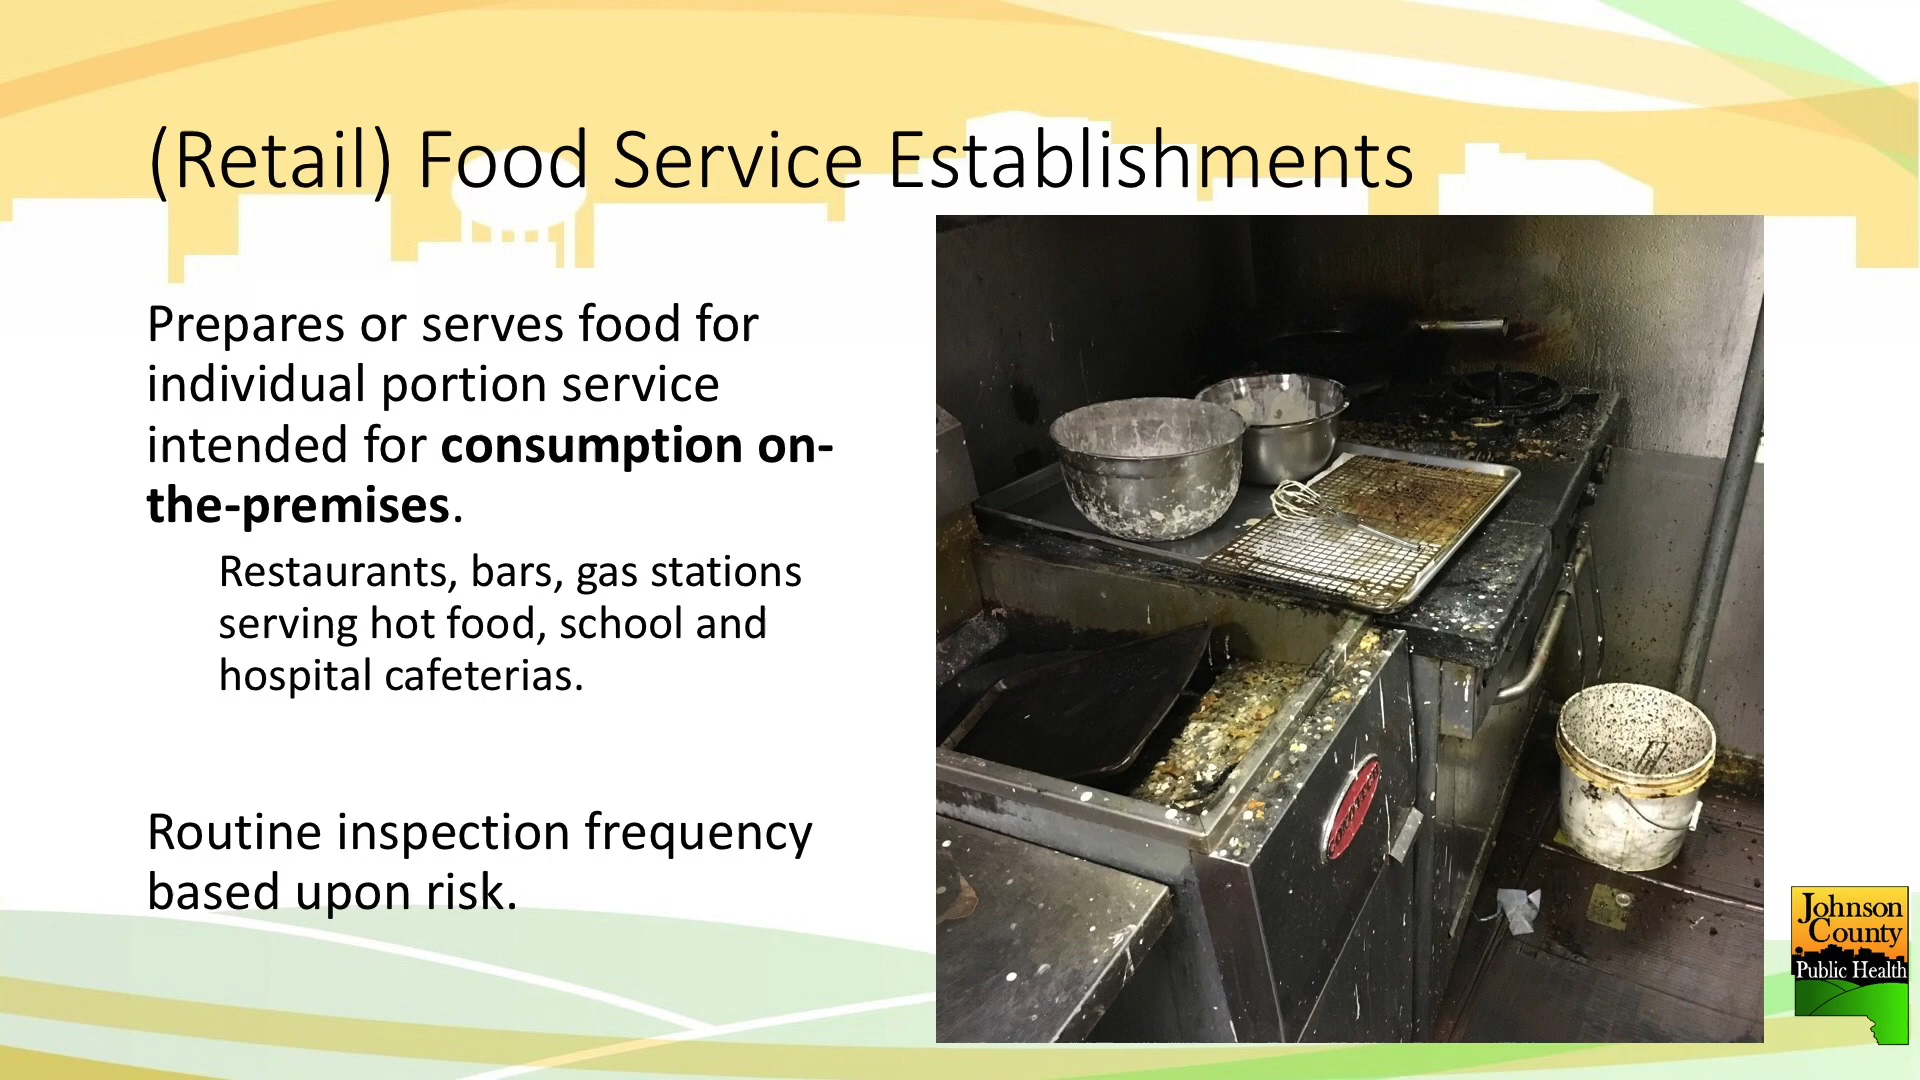 (Retail) Food Service Establishments
Prepares or serves food for
individual portion service
intended for consumption on-
the-premises.
Restaurants, bars, gas stations
serving hot food, school and
hospital cafeterias.
Routine inspection frequency
based upon risk.
Johnson
County
Public Health